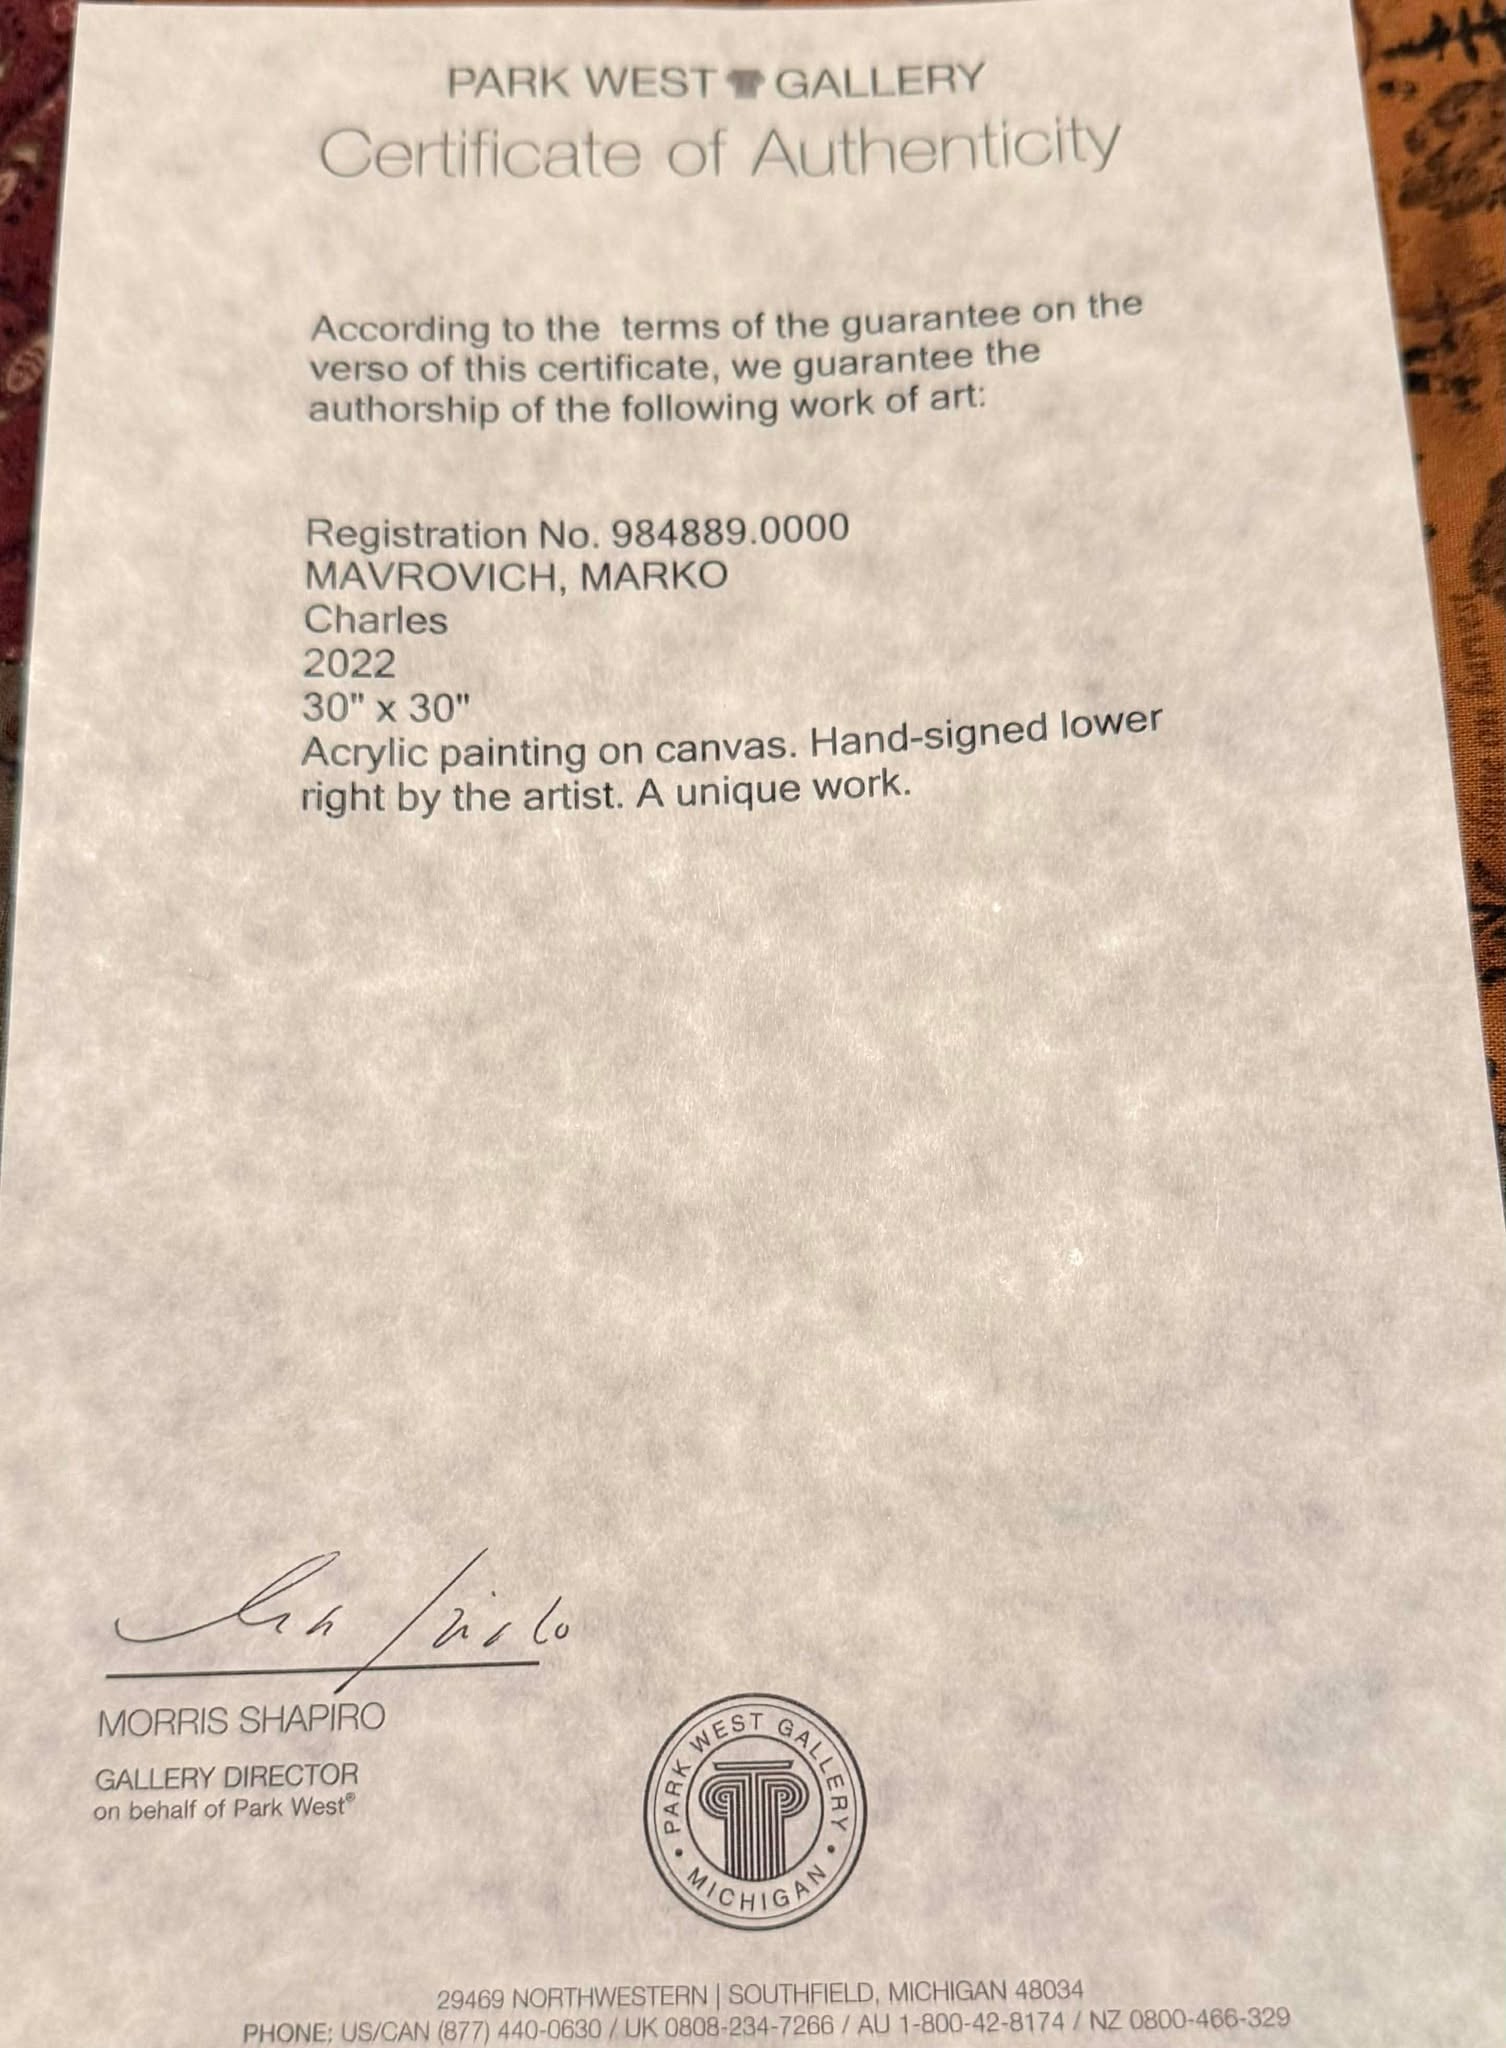 PARK WEST GALLERY
Certificate of Authenticity
According to the terms of the guarantee on the
verso of this certificate, we guarantee the
authorship of the following work of art:
Registration No. 984889.0000
MAVROVICH, MARKO
Charles
2022
30" x 30"
Acrylic painting on canvas. Hand-signed lower
right by the artist. A unique work.
MORRIS SHAPIRO
GALLERY DIRECTOR
on behalf of Park West®
PARK WEST GALLERY • MICHIGAN •
29469 NORTHWESTERN | SOUTHFIELD, MICHIGAN 48034
PHONE: US/CAN (877) 440-0630 / UK 0808-234-7266 / AU 1-800-42-8174 / NZ 0800-466-329